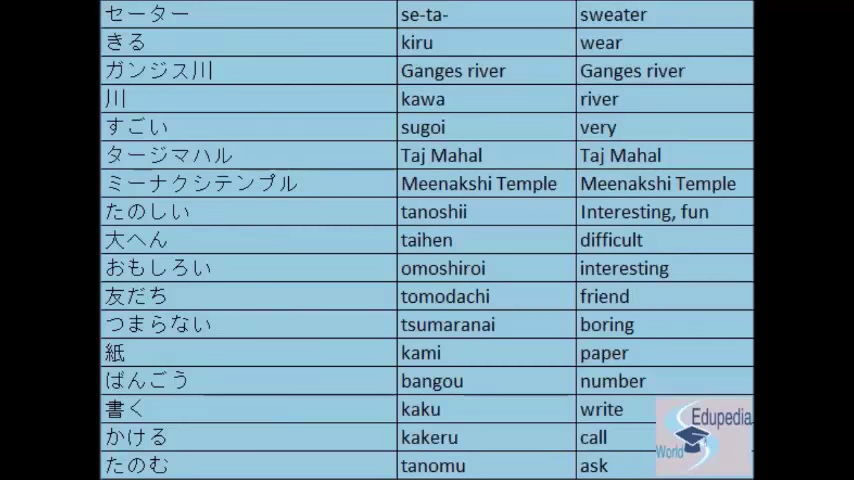 セーター se-ta- sweater
きる kiru wear
ガンジス川 Ganges river Ganges river
川 kawa river
すごい sugoi very
タージマハル Taj Mahal Taj Mahal
ミーナクシテンプル Meenakshi Temple Meenakshi Temple
たのしい tanoshii Interesting, fun
大へん taihen difficult
おもしろい omoshiroi interesting
友だち tomodachi friend
つまらない tsumaranai boring
紙 kami paper
ばんごう bangou number
書く kaku write
かける kakeru call
たのむ tanomu ask
Edupedia
World